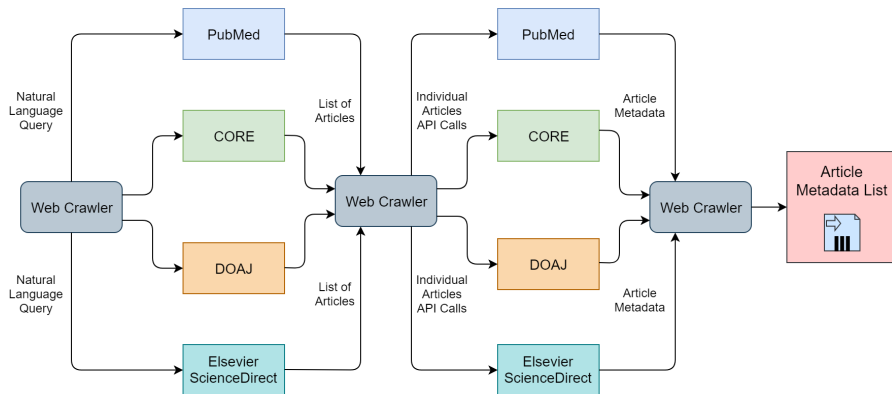 PubMed
PubMed
Natural
Language
Query
List of
Articles
Individual
Articles
API Calls
Article
Metadata
CORE
CORE
Web Crawler
Web Crawler
Web Crawler
Article
Metadata List
DOAJ
DOAJ
Natural
Language
Query
List of
Articles
Individual
Articles
API Calls
Article
Metadata
Elsevier
ScienceDirect
Elsevier
ScienceDirect